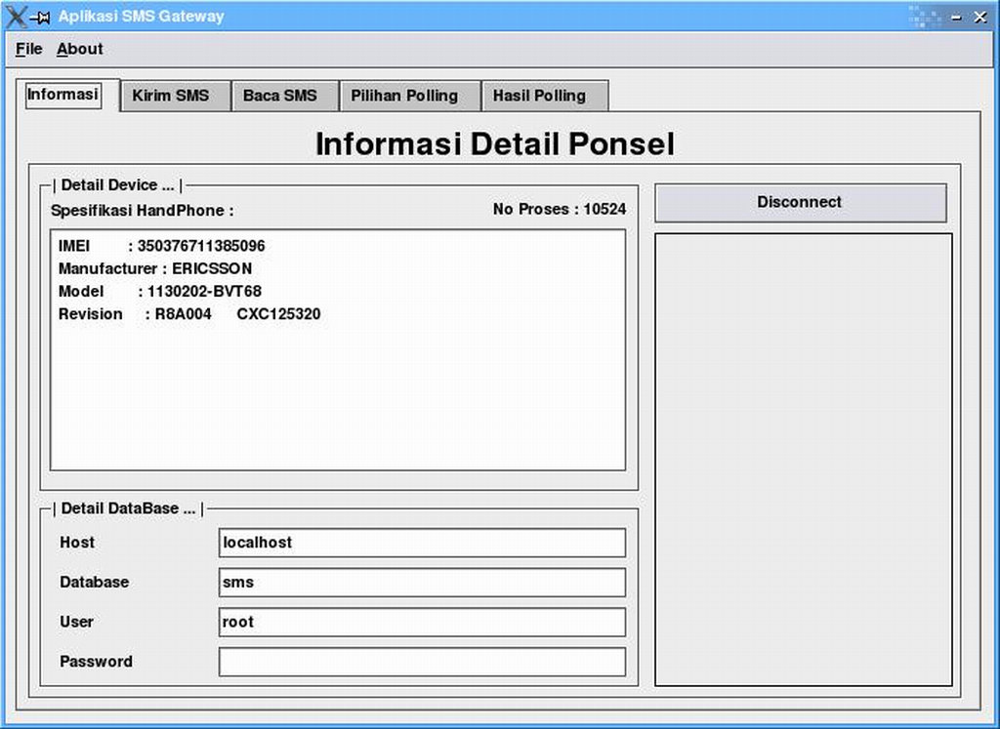 Aplikasi SMS Gateway
File About
Informasi Kirim SMS Baca SMS Pilihan Polling Hasil Polling
Informasi Detail Ponsel
| Detail Device ... |
Spesifikasi HandPhone : No Proses : 10524
Disconnect
IMEI : 350376711385096
Manufacturer : ERICSSON
Model : 1130202-BVT68
Revision : R8A004 CXC125320
| Detail DataBase ... |
Host localhost
Database sms
User root
Password